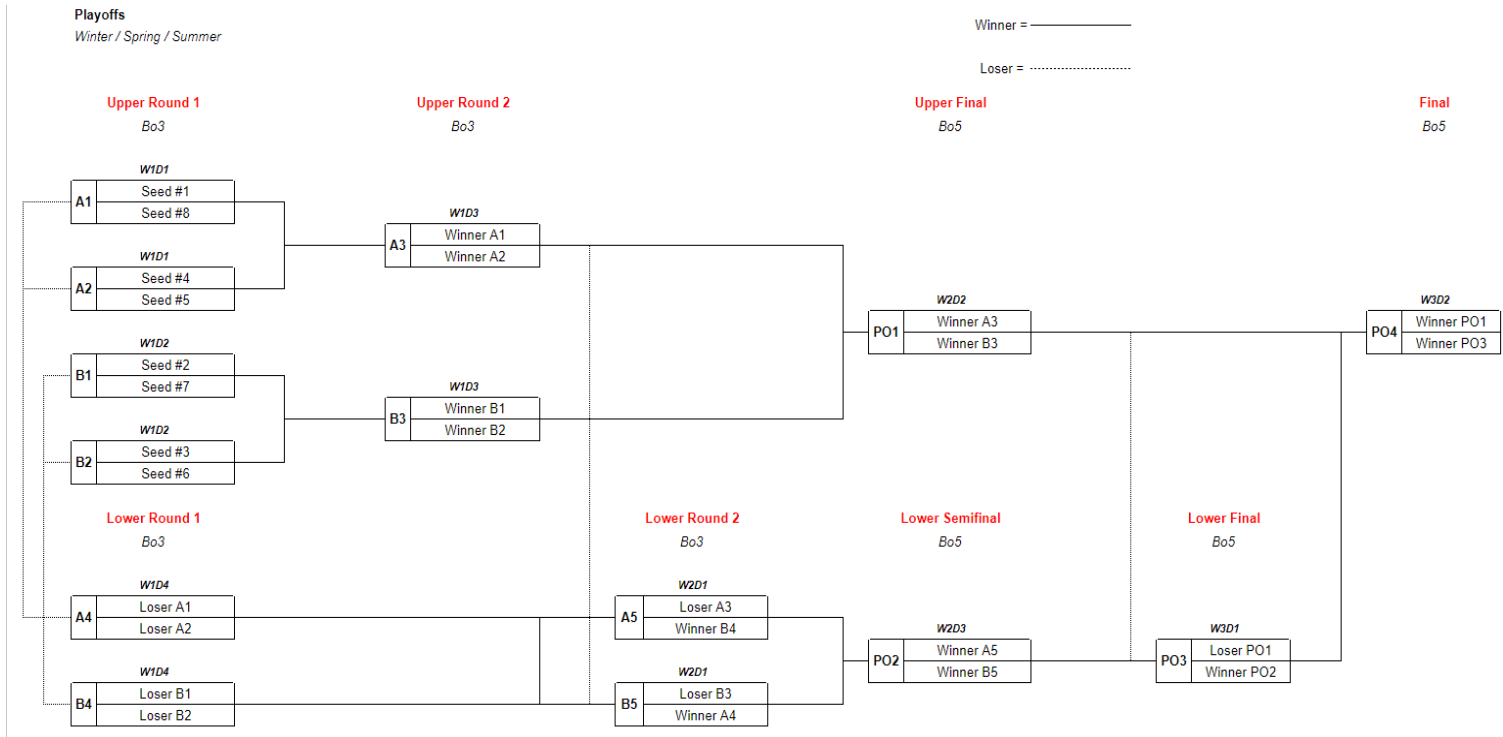 Playoffs
Winter / Spring / Summer
Winner =
Loser =
Upper Round 1
Bo3
Upper Round 2
Bo3
Upper Final
Bo5
Final
Bo5
W1D1
A1
Seed #1
Seed #8
W1D1
A2
Seed #4
Seed #5
W1D2
B1
Seed #2
Seed #7
W1D2
B2
Seed #3
Seed #6
W1D3
A3
Winner A1
Winner A2
W1D3
B3
Winner B1
Winner B2
W2D2
PO1
Winner A3
Winner B3
W3D2
PO4
Winner PO1
Winner PO3
Lower Round 1
Bo3
Lower Round 2
Bo3
Lower Semifinal
Bo5
Lower Final
Bo5
W1D4
A4
Loser A1
Loser A2
W1D4
B4
Loser B1
Loser B2
W2D1
A5
Loser A3
Winner B4
W2D1
B5
Loser B3
Winner A4
W2D3
PO2
Winner A5
Winner B5
W3D1
PO3
Loser PO1
Winner PO2